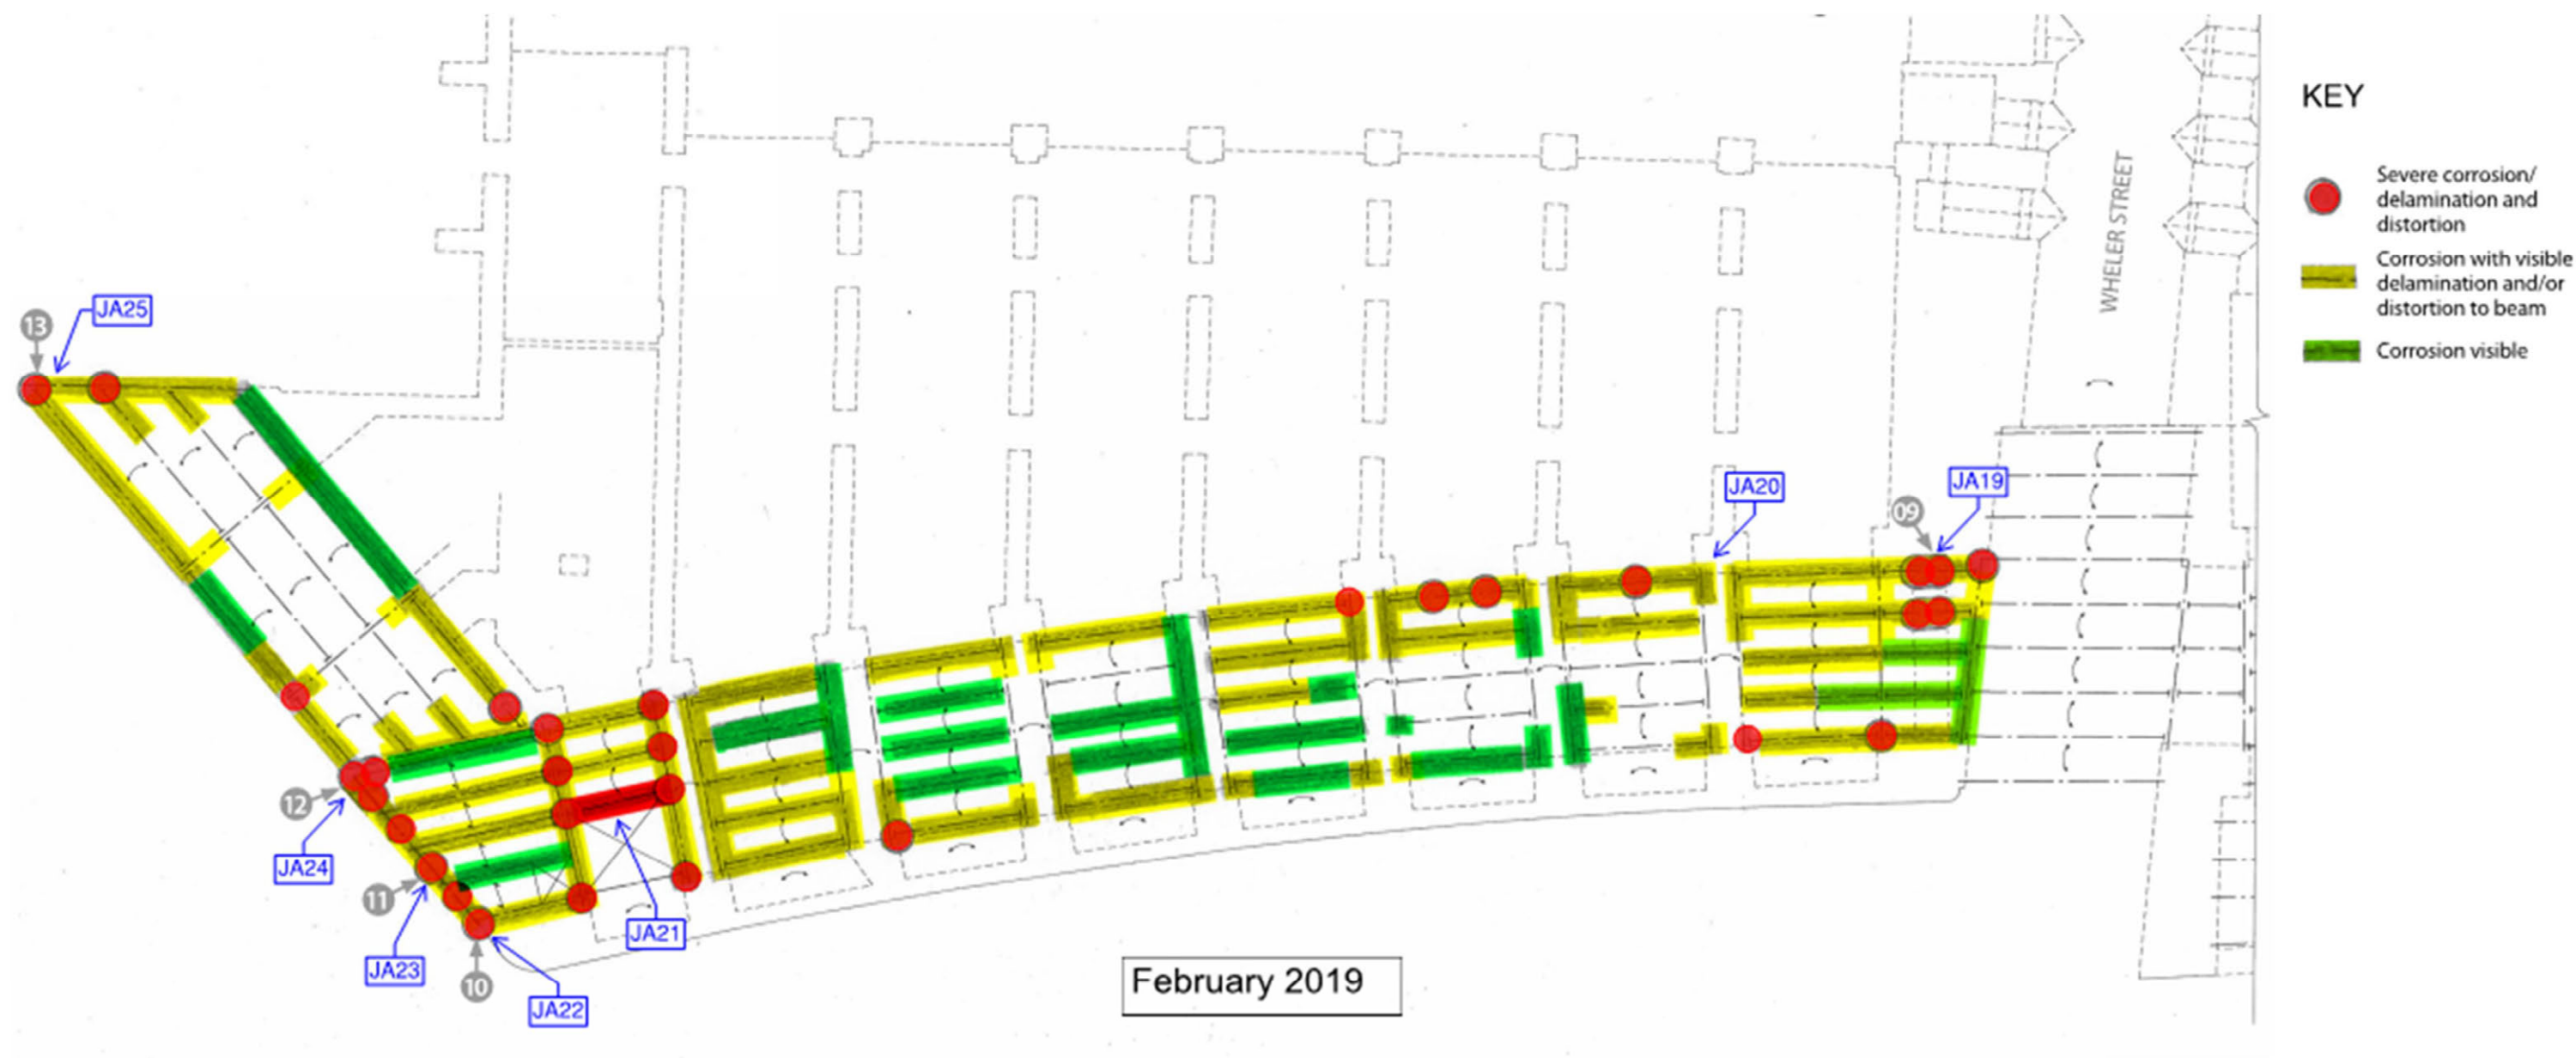 KEY
Severe corrosion/
delamination and
distortion
Corrosion with visible
delamination and/or
distortion to beam
Corrosion visible
WHELER STREET
JA25
13
JA20
JA19
09
12
JA24
11
JA23
10
JA22
JA21
February 2019